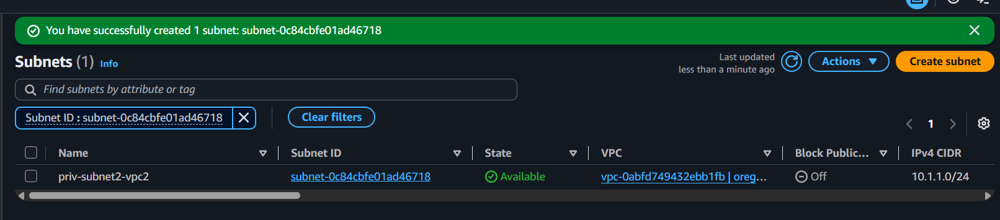 You have successfully created 1 subnet: subnet-0c84cbfe01ad46718
Subnets (1) Info
Last updated
less than a minute ago
Actions
Create subnet
Find subnets by attribute or tag
Subnet ID : subnet-0c84cbfe01ad46718
Clear filters
1
Name Subnet ID State VPC Block Public... IPv4 CIDR
priv-subnet2-vpc2 subnet-0c84cbfe01ad46718 Available vpc-0abfd749432ebb1fb | oreg... Off 10.1.1.0/24